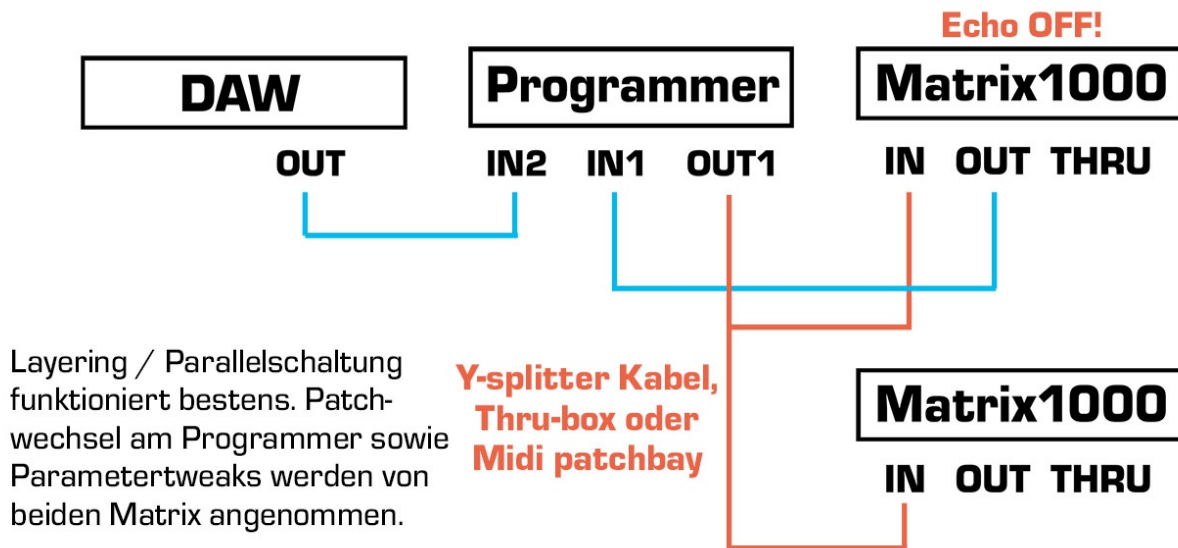 Echo OFF!
DAW
Programmer
Matrix1000
OUT
IN2 IN1 OUT1
IN OUT THRU
Layering / Parallelschaltung
funktioniert bestens. Patch-
wechsel am Programmer sowie
Parametertweaks werden von
beiden Matrix angenommen.
Y-splitter Kabel,
Thru-box oder
Midi patchbay
Matrix1000
IN OUT THRU